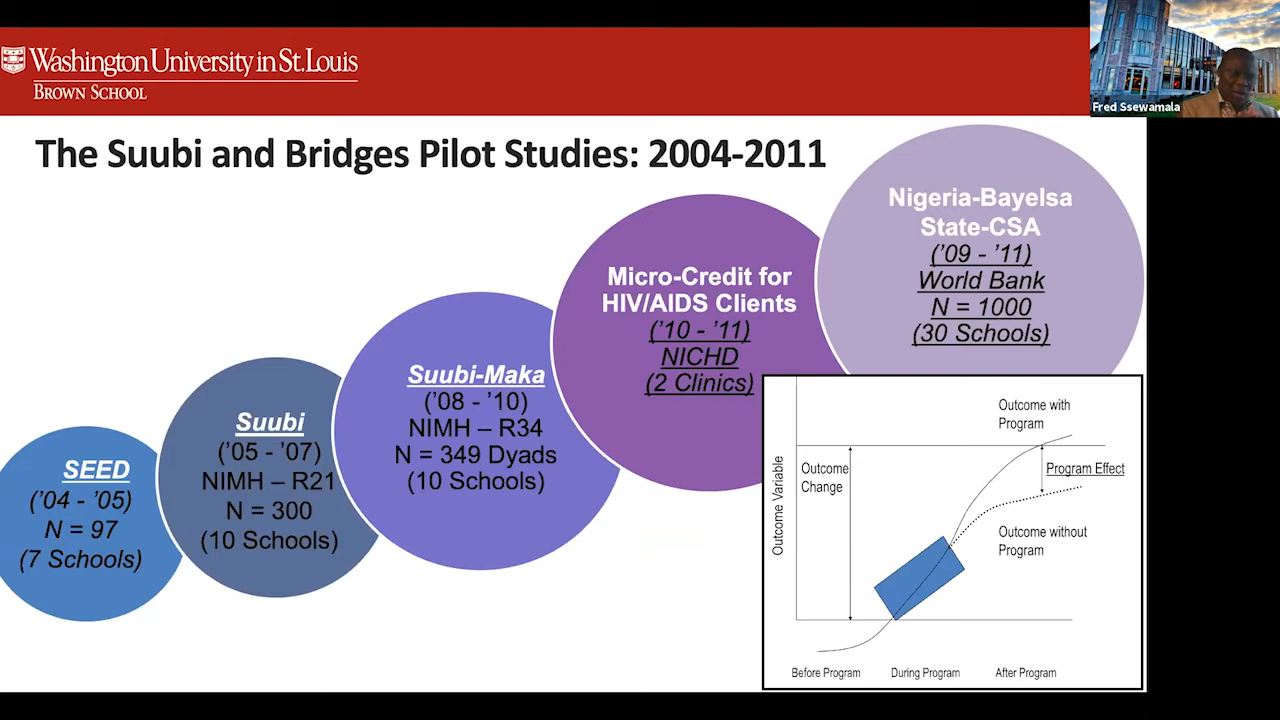 Washington University in St. Louis
BROWN SCHOOL
Fred Ssewamala
The Suubi and Bridges Pilot Studies: 2004-2011
SEED
(’04 - ’05)
N = 97
(7 Schools)
Suubi
(’05 - ’07)
NIMH – R21
N = 300
(10 Schools)
Suubi-Maka
(’08 - ’10)
NIMH – R34
N = 349 Dyads
(10 Schools)
Micro-Credit for
HIV/AIDS Clients
(’10 - ’11)
NICHD
(2 Clinics)
Nigeria-Bayelsa
State-CSA
(’09 - ’11)
World Bank
N = 1000
(30 Schools)
Outcome Variable
Outcome
Change
Outcome with
Program
Program Effect
Outcome without
Program
Before Program
During Program
After Program